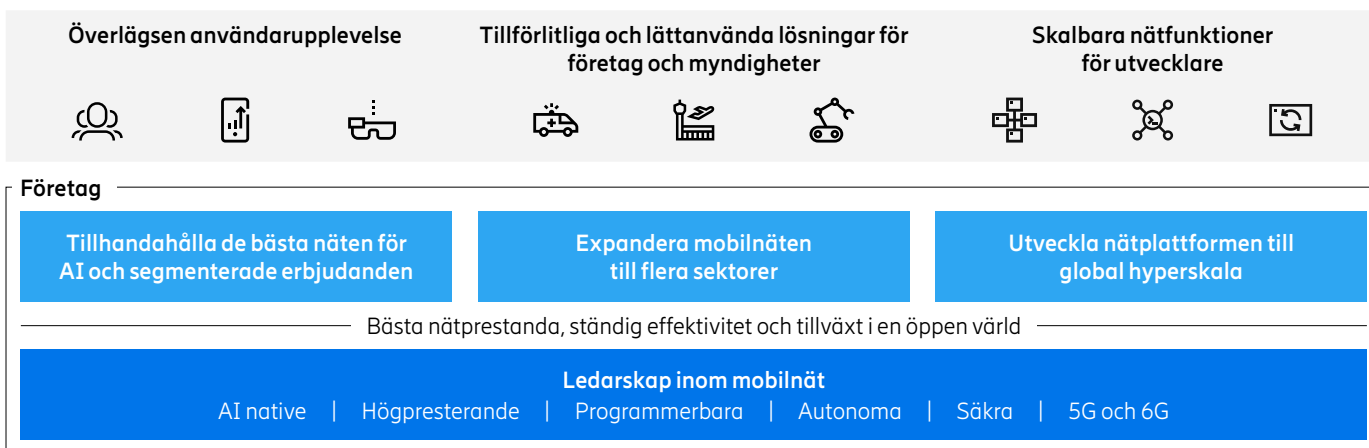 Överlägsen användarupplevelse
Tillförlitliga och lättanvända lösningar för
företag och myndigheter
Skalbara nätfunktioner
för utvecklare
Företag
Tillhandahålla de bästa näten för
AI och segmenterade erbjudanden
Expandera mobilnäten
till flera sektorer
Utveckla nätplattformen till
global hyperskala
Bästa nätprestanda, ständig effektivitet och tillväxt i en öppen värld
Ledarskap inom mobilnät
AI native | Högpresterande | Programmerbara | Autonoma | Säkra | 5G och 6G